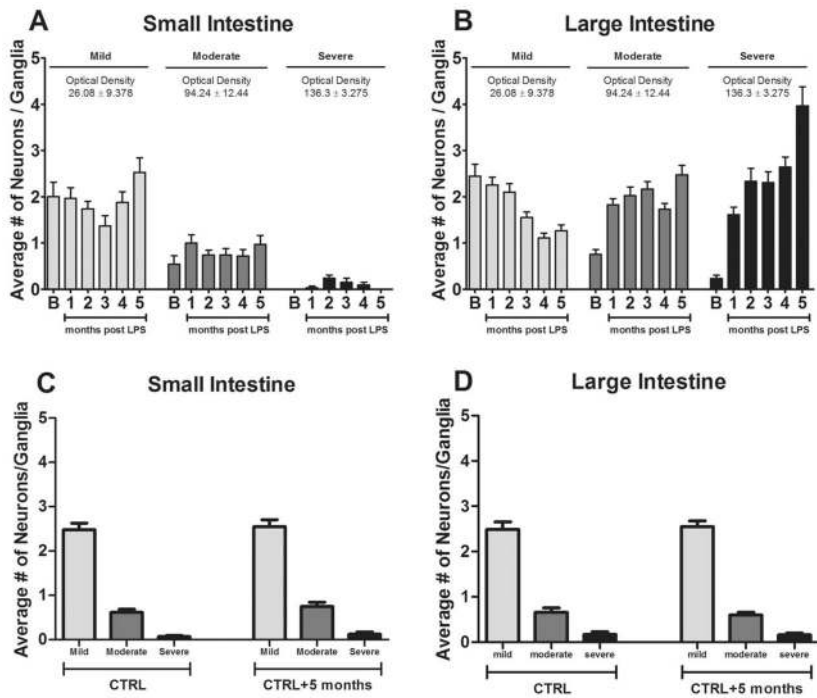 A
Small Intestine
Average # of Neurons / Ganglia
5
4
3
2
1
0
Mild
Moderate
Severe
Optical Density
26.08 ± 9.378
Optical Density
94.24 ± 12.44
Optical Density
136.3 ± 3.275
B 1 2 3 4 5
B 1 2 3 4 5
B 1 2 3 4 5
months post LPS
months post LPS
months post LPS
B
Large Intestine
Average # of Neurons / Ganglia
5
4
3
2
1
0
Mild
Moderate
Severe
Optical Density
26.08 ± 9.378
Optical Density
94.24 ± 12.44
Optical Density
136.3 ± 3.275
B 1 2 3 4 5
B 1 2 3 4 5
B 1 2 3 4 5
months post LPS
months post LPS
months post LPS
C
Small Intestine
Average # of Neurons/Ganglia
5
4
3
2
1
0
Mild Moderate Severe
Mild Moderate Severe
CTRL
CTRL+5 months
D
Large Intestine
Average # of Neurons/Ganglia
5
4
3
2
1
0
mild moderate severe
mild moderate severe
CTRL
CTRL+5 months